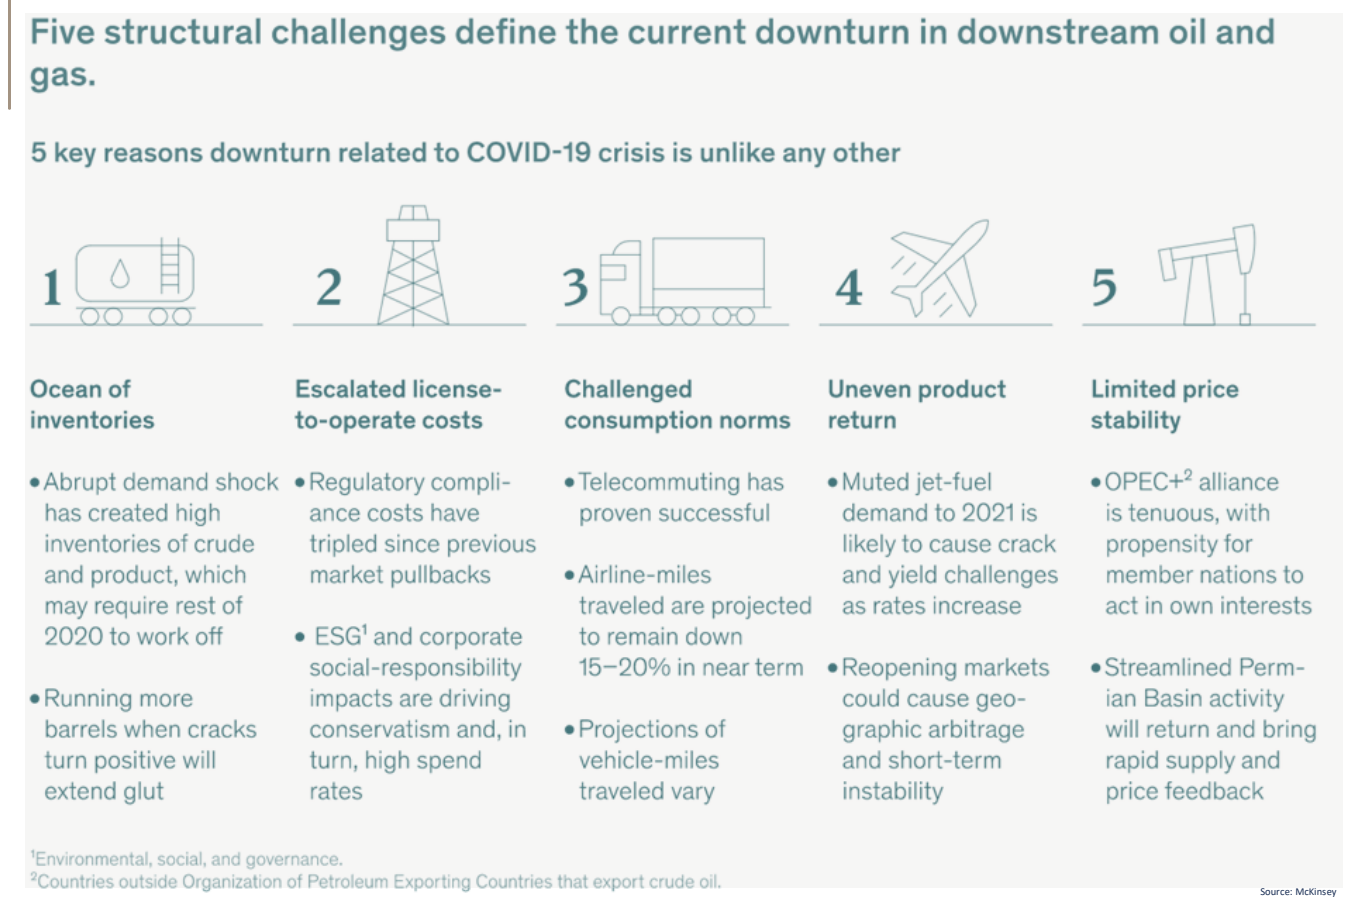 Five structural challenges define the current downturn in downstream oil and
gas.
5 key reasons downturn related to COVID-19 crisis is unlike any other
1
Ocean of
inventories
•Abrupt demand shock
has created high
inventories of crude
and product, which
may require rest of
2020 to work off
•Running more
barrels when cracks
turn positive will
extend glut
2
Escalated license-
to-operate costs
•Regulatory compli-
ance costs have
tripled since previous
market pullbacks
• ESG¹ and corporate
social-responsibility
impacts are driving
conservatism and, in
turn, high spend
rates
3
Challenged
consumption norms
•Telecommuting has
proven successful
•Airline-miles
traveled are projected
to remain down
15–20% in near term
•Projections of
vehicle-miles
traveled vary
4
Uneven product
return
•Muted jet-fuel
demand to 2021 is
likely to cause crack
and yield challenges
as rates increase
•Reopening markets
could cause geo-
graphic arbitrage
and short-term
instability
5
Limited price
stability
•OPEC+² alliance
is tenuous, with
propensity for
member nations to
act in own interests
•Streamlined Perm-
ian Basin activity
will return and bring
rapid supply and
price feedback
¹Environmental, social, and governance.
²Countries outside Organization of Petroleum Exporting Countries that export crude oil.
Source: McKinsey